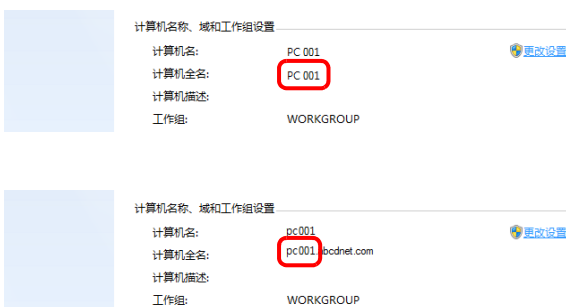 计算机名称、域和工作组设置
计算机名: PC 001 更改设置
计算机全名: PC 001
计算机描述:
工作组: WORKGROUP
计算机名称、域和工作组设置
计算机名: pc001 更改设置
计算机全名: pc001.abcdnet.com
计算机描述:
工作组: WORKGROUP